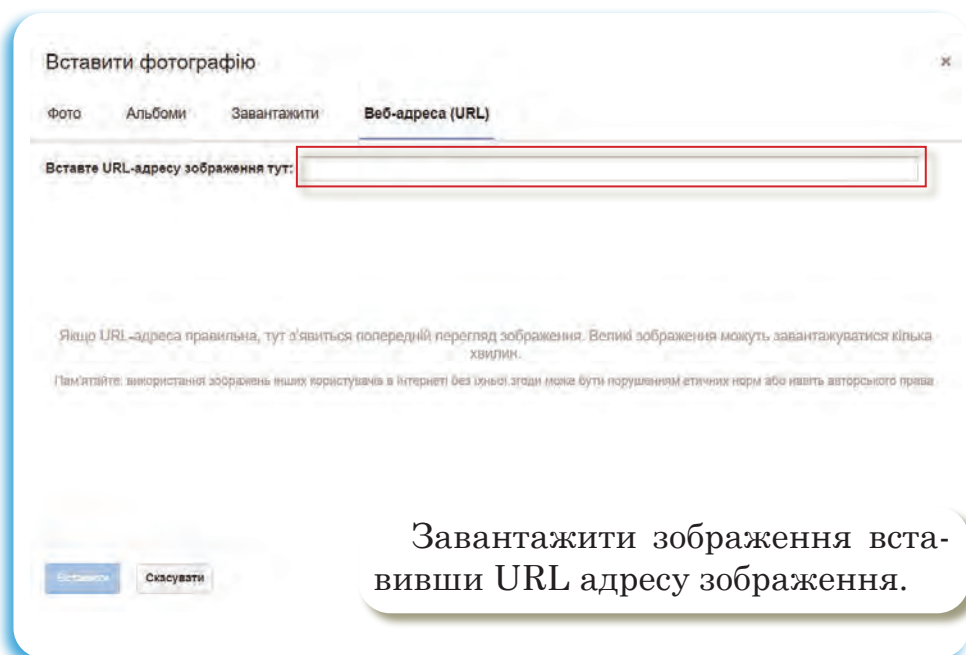 Вставити фотографію ×
Фото Альбоми Завантажити Веб-адреса (URL)
Вставте URL-адресу зображення тут:
Якщо URL-адреса правильна, тут з'явиться попередній перегляд зображення. Великі зображення можуть завантажуватися кілька
хвилин.
Пам'ятайте: використання зображень інших користувачів в Інтернеті без їхньої згоди може бути порушенням етичних норм або навіть авторського права
Вставити Скасувати
Завантажити зображення вста-
вивши URL адресу зображення.